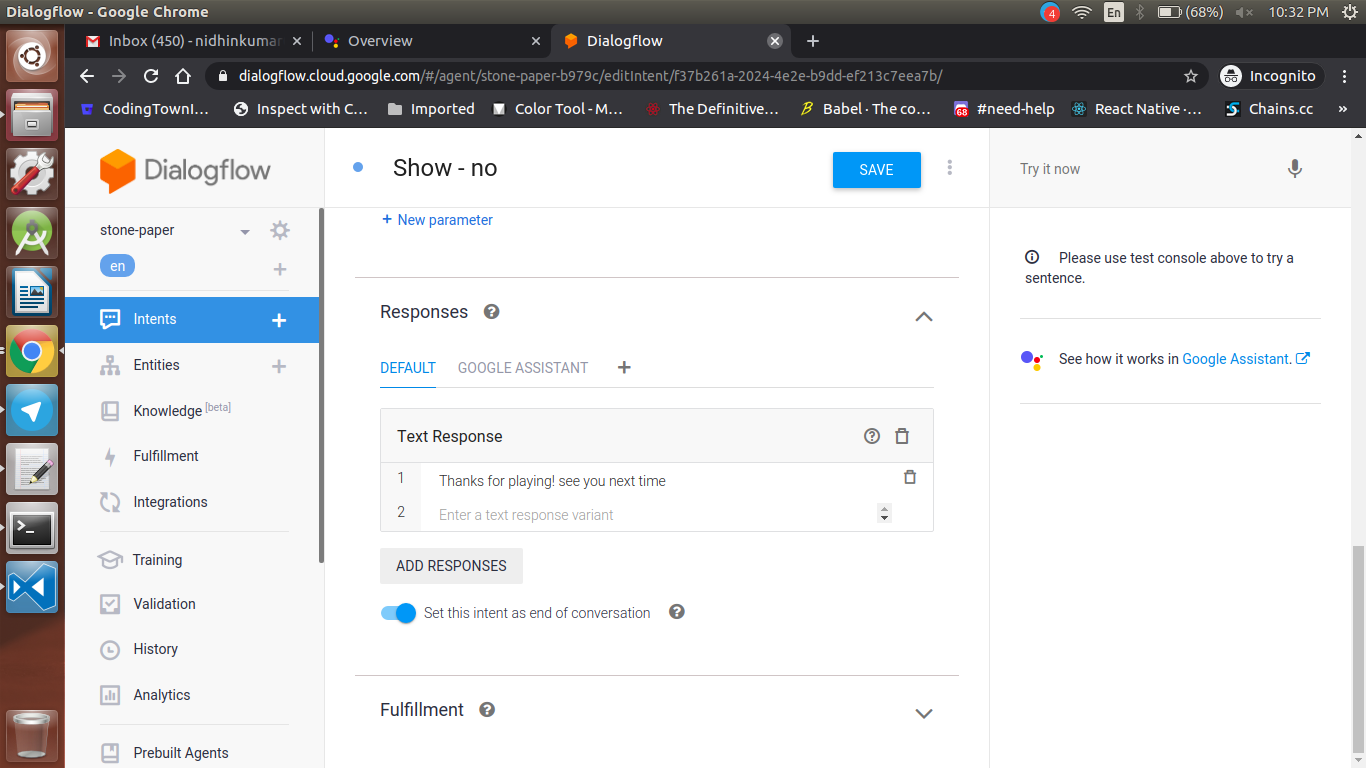 Dialogflow - Google Chrome
4 En (68%) 10:32 PM
Inbox (450) - nidhinkumar
Overview
Dialogflow
dialogflow.cloud.google.com/#/agent/stone-paper-b979c/editIntent/f37b261a-2024-4e2e-b9dd-ef213c7eea7b/
Incognito
CodingTownI...
Inspect with C...
Imported
Color Tool - M...
The Definitive...
Babel · The co...
68 #need-help
React Native ·...
Chains.cc
»
Dialogflow
stone-paper
en
Intents
Entities
Knowledge [beta]
Fulfillment
Integrations
Training
Validation
History
Analytics
Prebuilt Agents
Show - no
SAVE
+ New parameter
Responses ?
DEFAULT GOOGLE ASSISTANT +
Text Response ?
1 Thanks for playing! see you next time
2 Enter a text response variant
ADD RESPONSES
Set this intent as end of conversation ?
Fulfillment ?
Try it now
Please use test console above to try a
sentence.
See how it works in Google Assistant.